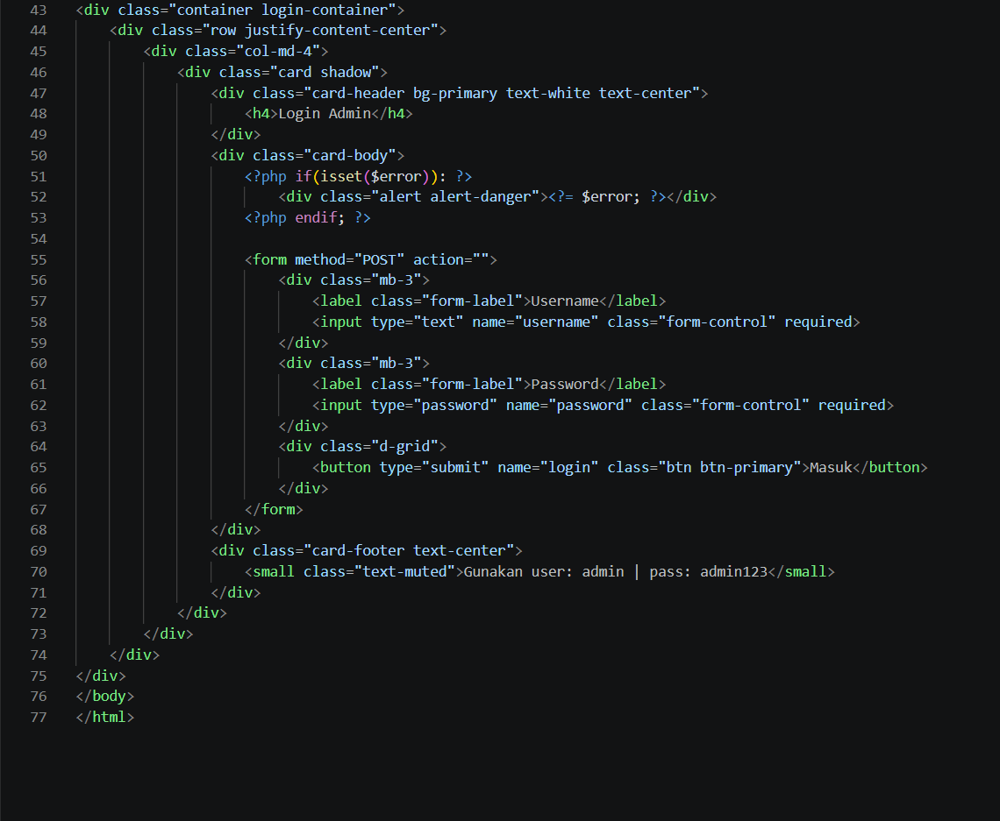 43 <div class="container login-container">
44     <div class="row justify-content-center">
45         <div class="col-md-4">
46             <div class="card shadow">
47                 <div class="card-header bg-primary text-white text-center">
48                     <h4>Login Admin</h4>
49                 </div>
50                 <div class="card-body">
51                     <?php if(isset($error)): ?>
52                         <div class="alert alert-danger"><?= $error; ?></div>
53                     <?php endif; ?>
54
55                     <form method="POST" action="">
56                         <div class="mb-3">
57                             <label class="form-label">Username</label>
58                             <input type="text" name="username" class="form-control" required>
59                         </div>
60                         <div class="mb-3">
61                             <label class="form-label">Password</label>
62                             <input type="password" name="password" class="form-control" required>
63                         </div>
64                         <div class="d-grid">
65                             <button type="submit" name="login" class="btn btn-primary">Masuk</button>
66                         </div>
67                     </form>
68                 </div>
69                 <div class="card-footer text-center">
70                     <small class="text-muted">Gunakan user: admin | pass: admin123</small>
71                 </div>
72             </div>
73         </div>
74     </div>
75 </div>
76 </body>
77 </html>